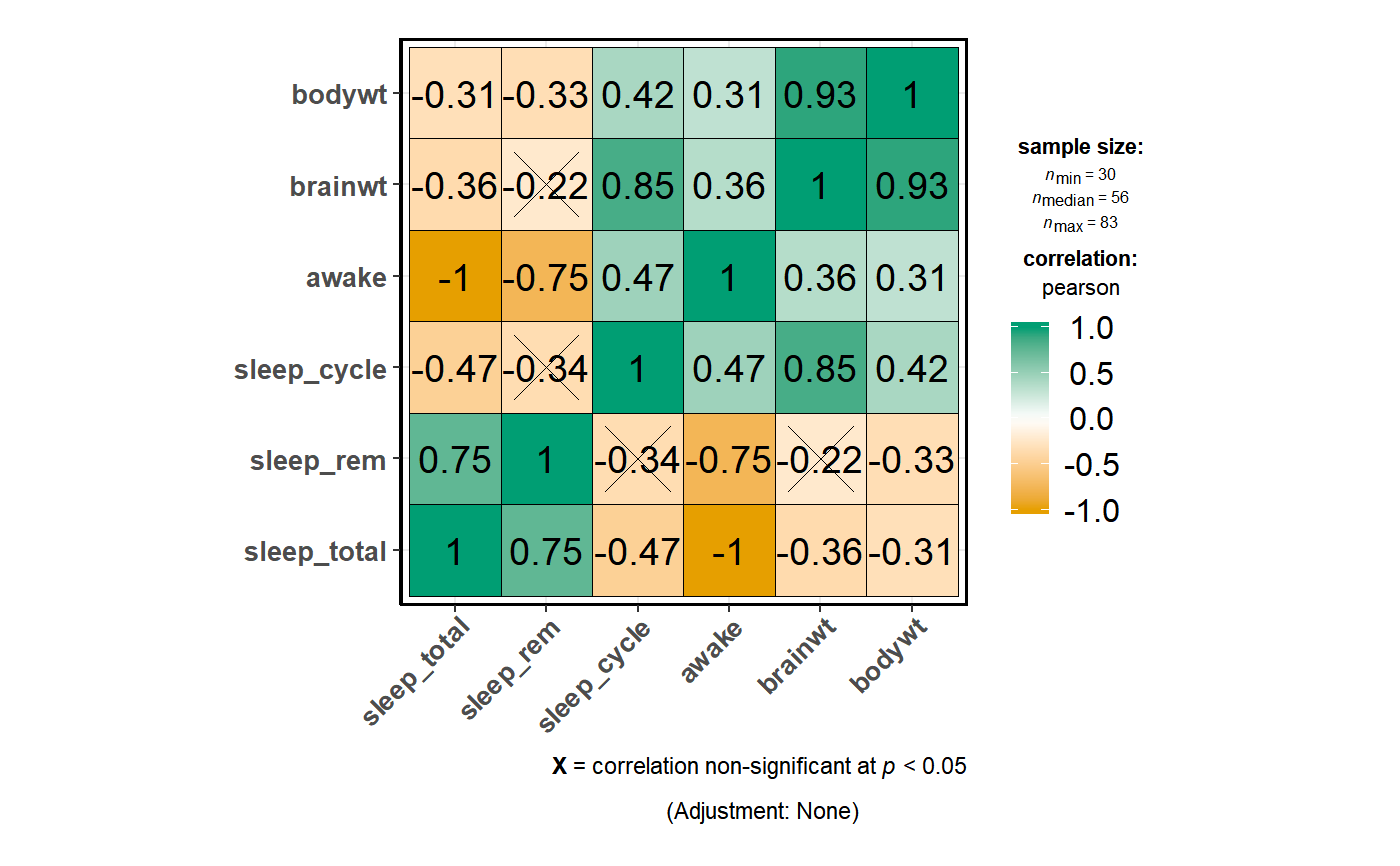 bodywt -0.31 -0.33 0.42 0.31 0.93 1
brainwt -0.36 -0.22 0.85 0.36 1 0.93
awake -1 -0.75 0.47 1 0.36 0.31
sleep_cycle -0.47 -0.34 1 0.47 0.85 0.42
sleep_rem 0.75 1 -0.34 -0.75 -0.22 -0.33
sleep_total 1 0.75 -0.47 -1 -0.36 -0.31
sleep_total sleep_rem sleep_cycle awake brainwt bodywt
sample size:
nmin = 30
nmedian = 56
nmax = 83
correlation:
pearson
1.0
0.5
0.0
-0.5
-1.0
X = correlation non-significant at p < 0.05
(Adjustment: None)